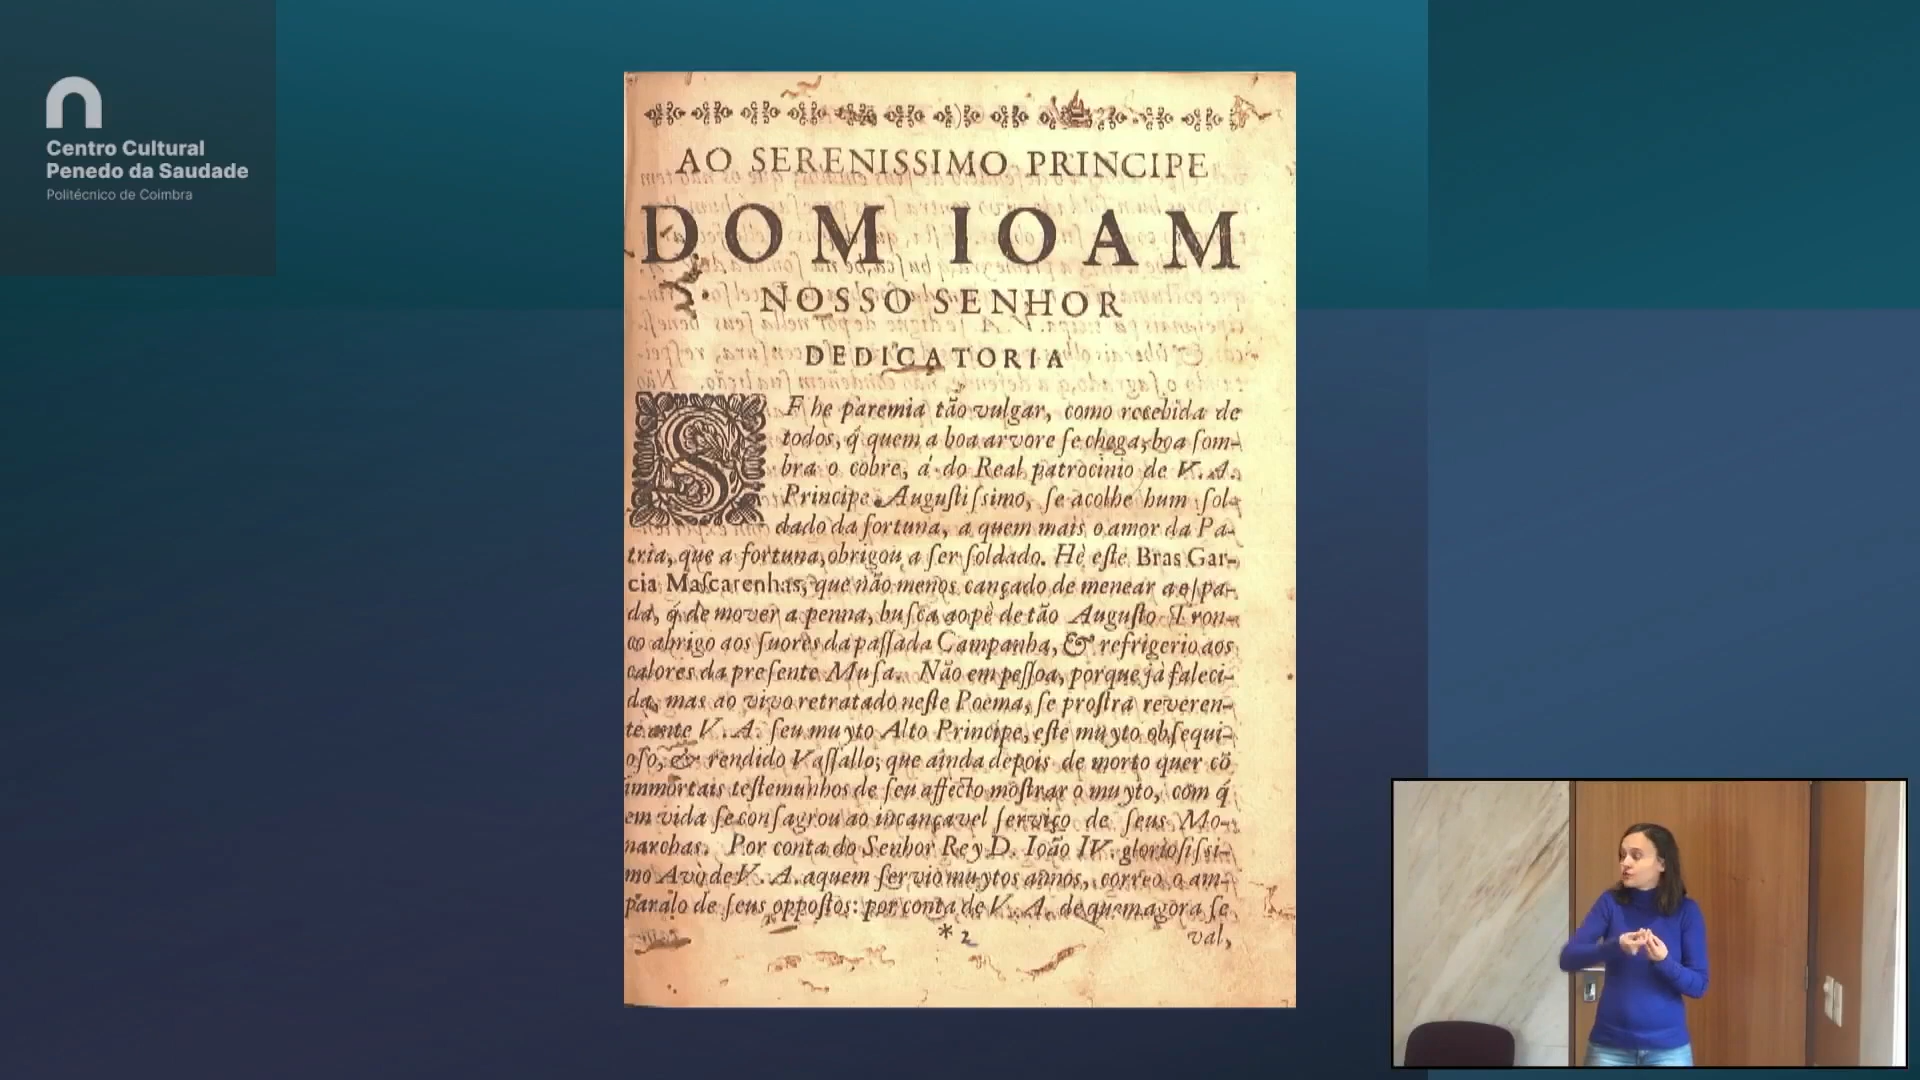 Centro Cultural
Penedo da Saudade
Politécnico de Coimbra
AO SERENISSIMO PRINCIPE
DOM IOAM
NOSSO SENHOR
DEDICATORIA
SE he paremia tão vulgar, como recebida de
todos, q̃ quem a boa arvore ſe chega, boa ſom-
bra o cobre, á do Real patrocinio de V. A.
Principe Auguſtiſsimo, ſe acolhe hum ſol-
dado da fortuna, a quem mais o amor da Pa-
tria, que a fortuna, obrigou a ſer ſoldado. Hè eſte Bras Gar-
cia Maſcarenhas, que não menos cançado de menear a eſpa-
da, q̃ de mover a penna, buſca ao pè de tão Auguſto Tron-
co abrigo aos ſuores da paſſada Campanha, & refrigerio aos
calores da preſente Muſa. Não em peſſoa, porque jà faleci-
da, mas ao vivo retratado neſte Poema, ſe proſtra reveren-
te ante V. A. ſeu muyto Alto Principe, eſte muyto obſequi-
oſo, & rendido Vaſſallo; que ainda depois de morto quer cõ
immortais teſtemunhos de ſeu affecto moſtrar o muyto, com q̃
em vida ſe conſagrou ao incançavel ſerviço de ſeus Mo-
narchas. Por conta do Senhor Rey D. Ioão IV. glorioſiſsi-
mo Avò de V. A. a quem ſervio muytos annos, correo o am-
paralo de ſeus oppoſtos: por conta de V. A. de quem agora ſe
* 2
val,